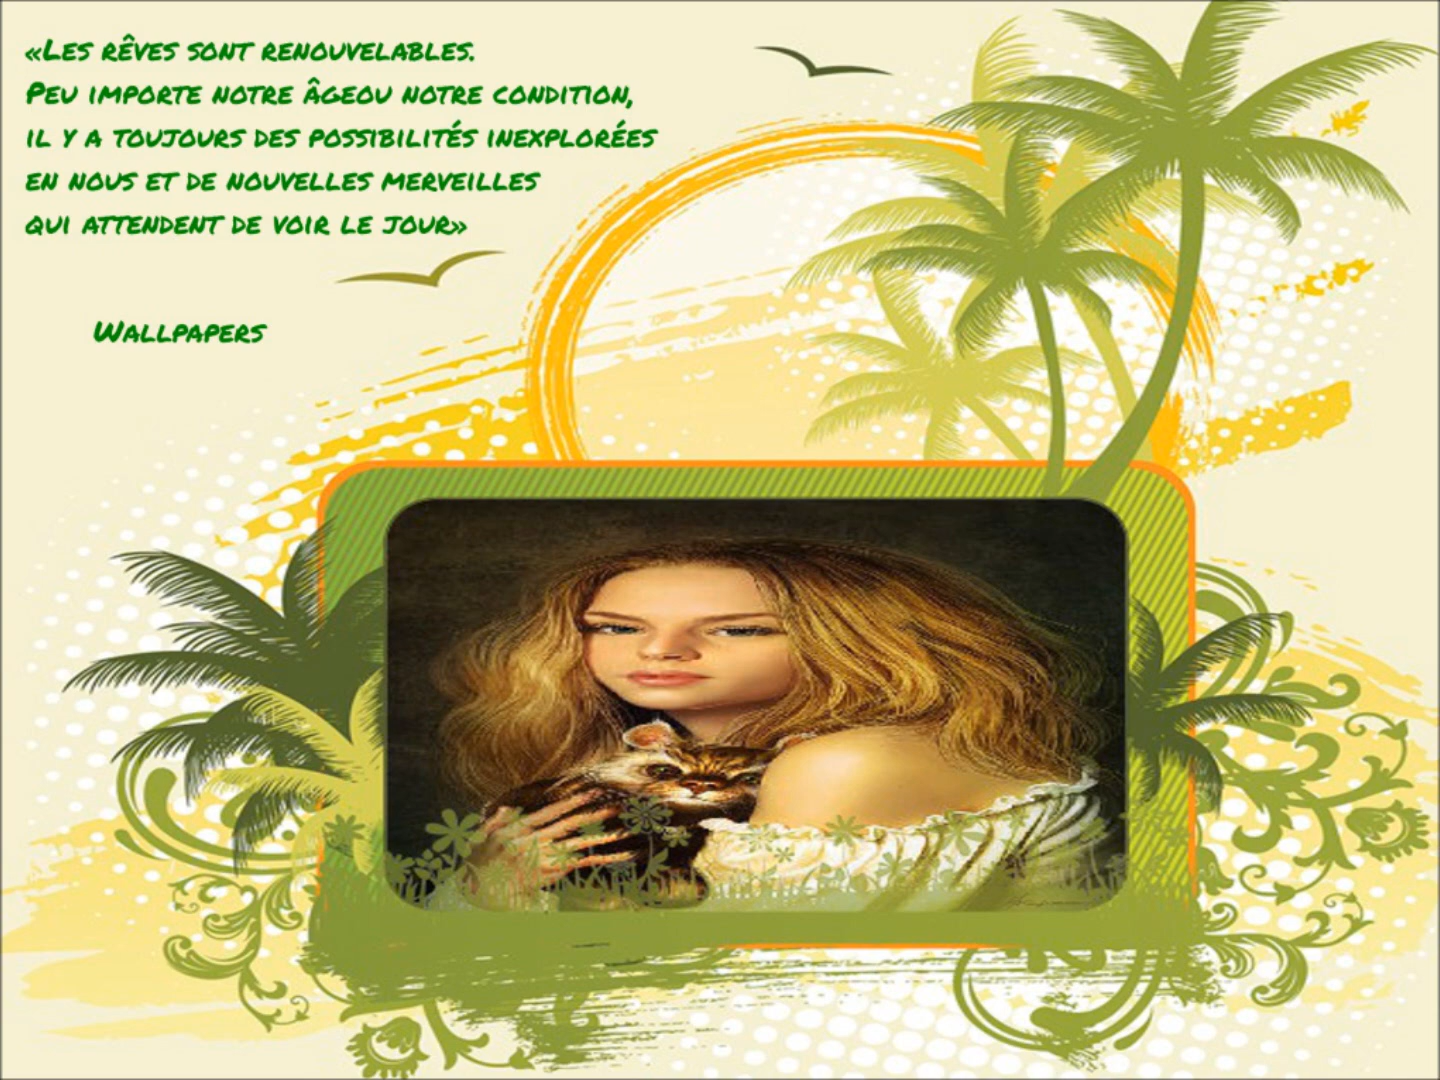 «Les rêves sont renouvelables.
Peu importe notre âgeou notre condition,
il y a toujours des possibilités inexplorées
en nous et de nouvelles merveilles
qui attendent de voir le jour»
Wallpapers